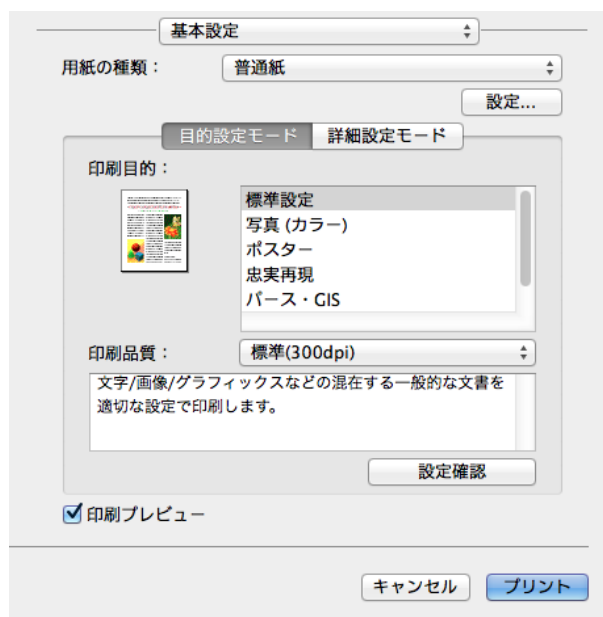 基本設定
用紙の種類： 普通紙
設定...
目的設定モード 詳細設定モード
印刷目的：
標準設定
写真 (カラー)
ポスター
忠実再現
パース・GIS
印刷品質： 標準(300dpi)
文字/画像/グラフィックスなどの混在する一般的な文書を
適切な設定で印刷します。
設定確認
印刷プレビュー
キャンセル プリント